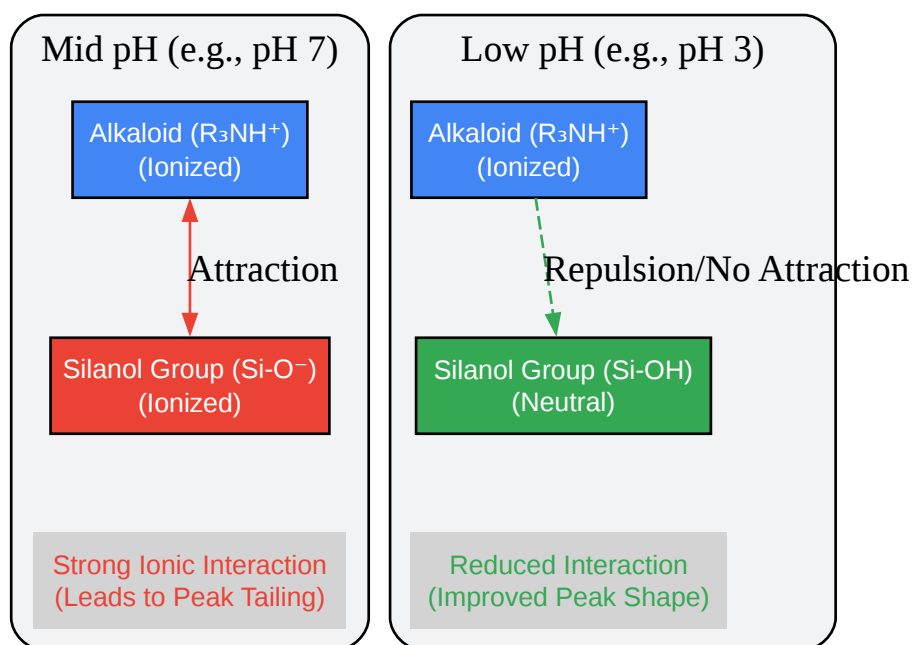 Mid pH (e.g., pH 7)
Alkaloid (R₃NH⁺)
(Ionized)
Attraction
Silanol Group (Si-O⁻)
(Ionized)
Strong Ionic Interaction
(Leads to Peak Tailing)
Low pH (e.g., pH 3)
Alkaloid (R₃NH⁺)
(Ionized)
Repulsion/No Attraction
Silanol Group (Si-OH)
(Neutral)
Reduced Interaction
(Improved Peak Shape)